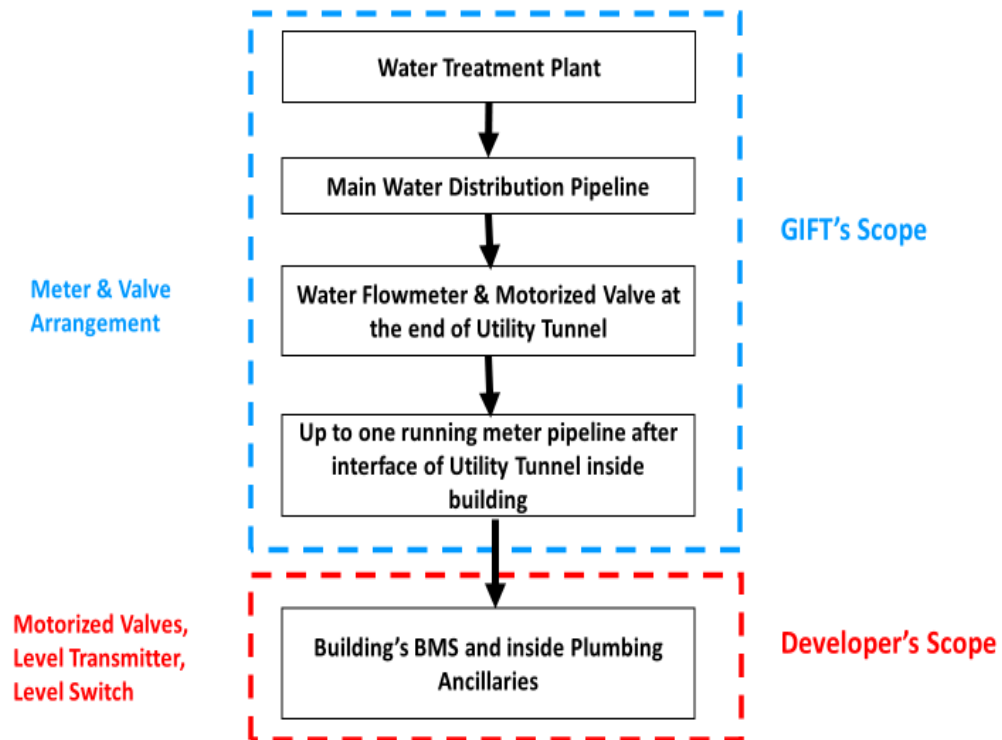 Water Treatment Plant
Main Water Distribution Pipeline
GIFT's Scope
Meter & Valve
Arrangement
Water Flowmeter & Motorized Valve at
the end of Utility Tunnel
Up to one running meter pipeline after
interface of Utility Tunnel inside
building
Motorized Valves,
Level Transmitter,
Level Switch
Building's BMS and inside Plumbing
Ancillaries
Developer's Scope